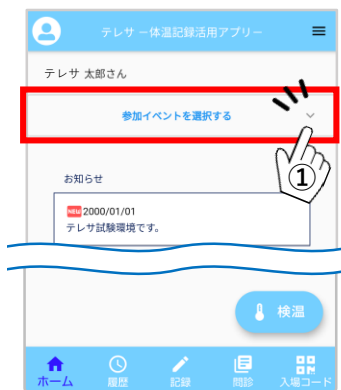 テレサ －体温記録活用アプリ－
テレサ 太郎さん
参加イベントを選択する
①
お知らせ
NEW 2000/01/01
テレサ試験環境です。
検温
ホーム 履歴 記録 問診 入場コード